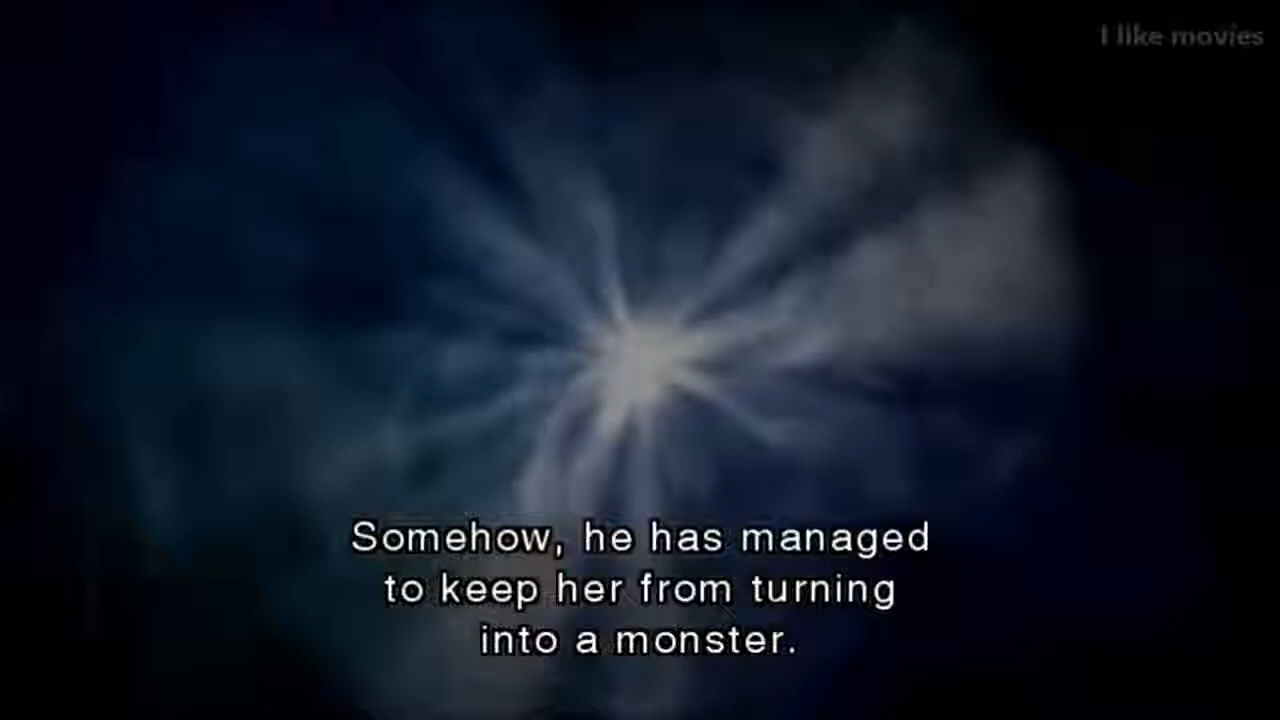 I like movies
Somehow, he has managed
to keep her from turning
into a monster.